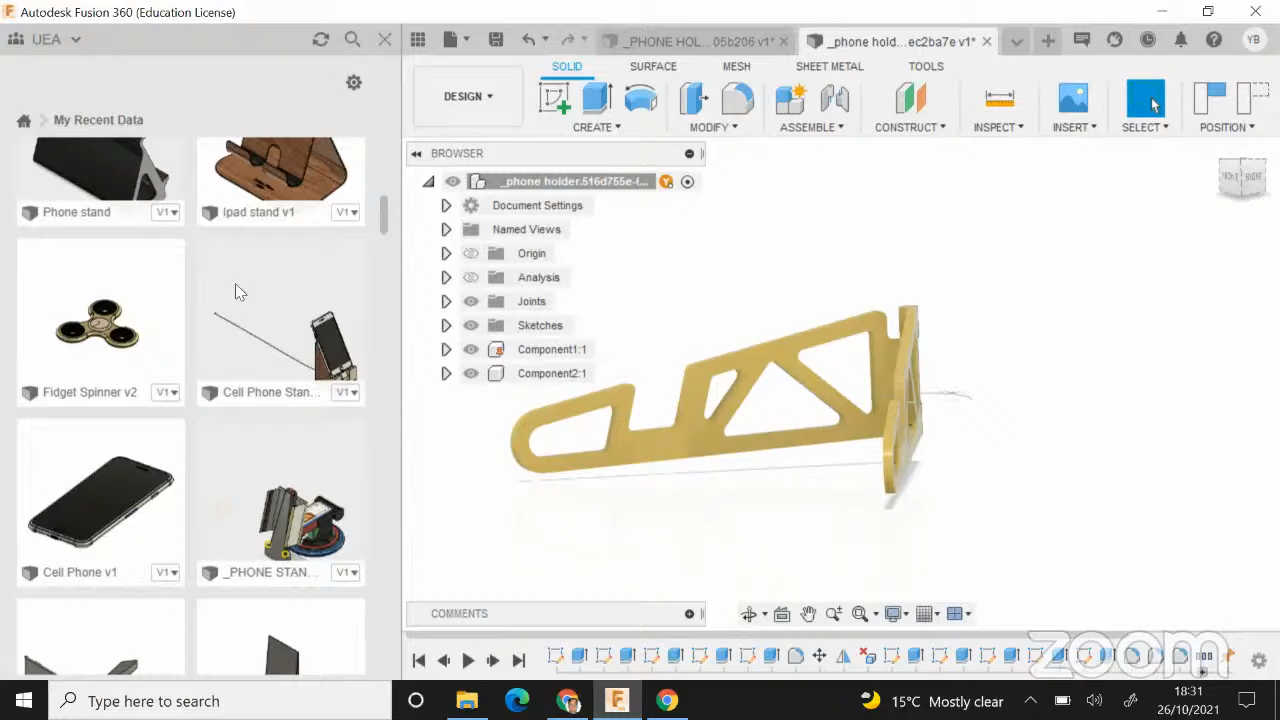 Autodesk Fusion 360 (Education License)
UEA
_PHONE HOL... 05b206 v1*
_phone hold...ec2ba7e v1*
YB
SOLID
SURFACE
MESH
SHEET METAL
TOOLS
DESIGN
CREATE
MODIFY
ASSEMBLE
CONSTRUCT
INSPECT
INSERT
SELECT
POSITION
My Recent Data
BROWSER
_phone holder.516d755e-f...
Document Settings
Named Views
Origin
Analysis
Joints
Sketches
Component1:1
Component2:1
FRONT
RIGHT
Phone stand
V1
Ipad stand v1
V1
Fidget Spinner v2
V1
Cell Phone Stan...
V1
Cell Phone v1
V1
_PHONE STAN...
V1
COMMENTS
zoom
Type here to search
15°C Mostly clear
18:31
26/10/2021